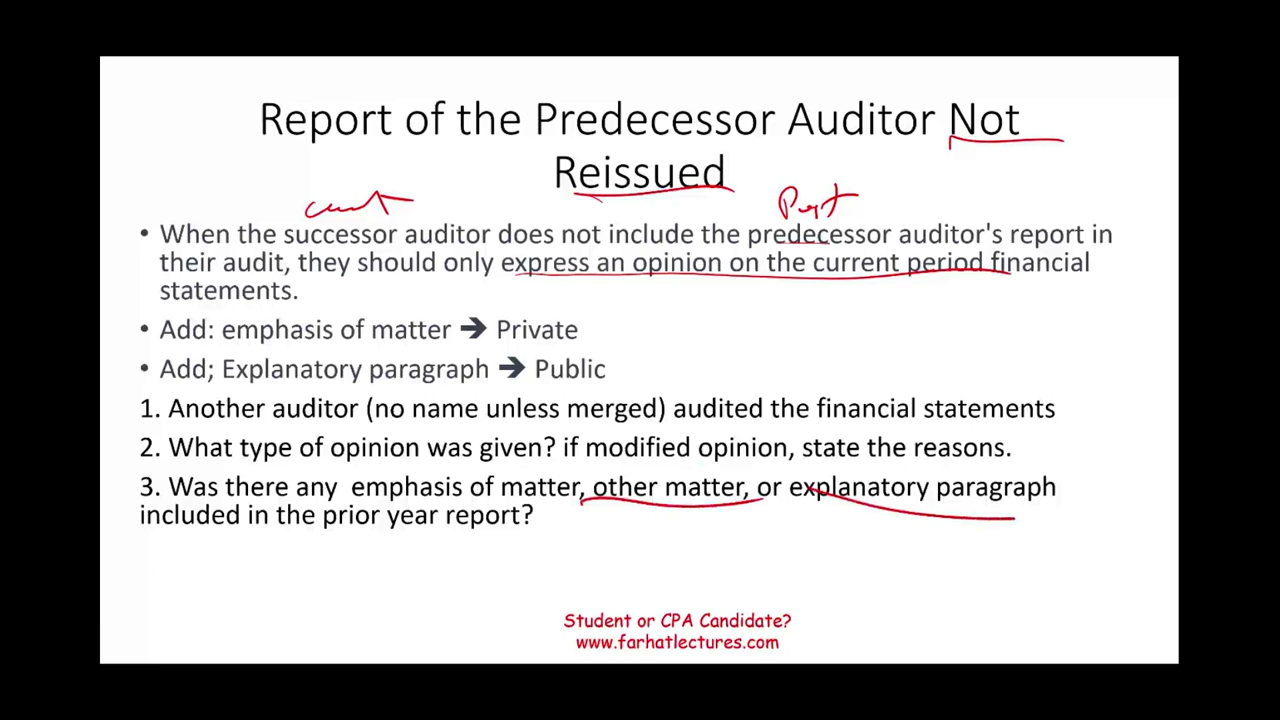 Report of the Predecessor Auditor Not
Reissued
• When the successor auditor does not include the predecessor auditor's report in
their audit, they should only express an opinion on the current period financial
statements.
• Add: emphasis of matter ➔ Private
• Add; Explanatory paragraph ➔ Public
1. Another auditor (no name unless merged) audited the financial statements
2. What type of opinion was given? if modified opinion, state the reasons.
3. Was there any emphasis of matter, other matter, or explanatory paragraph
included in the prior year report?
Student or CPA Candidate?
www.farhatlectures.com